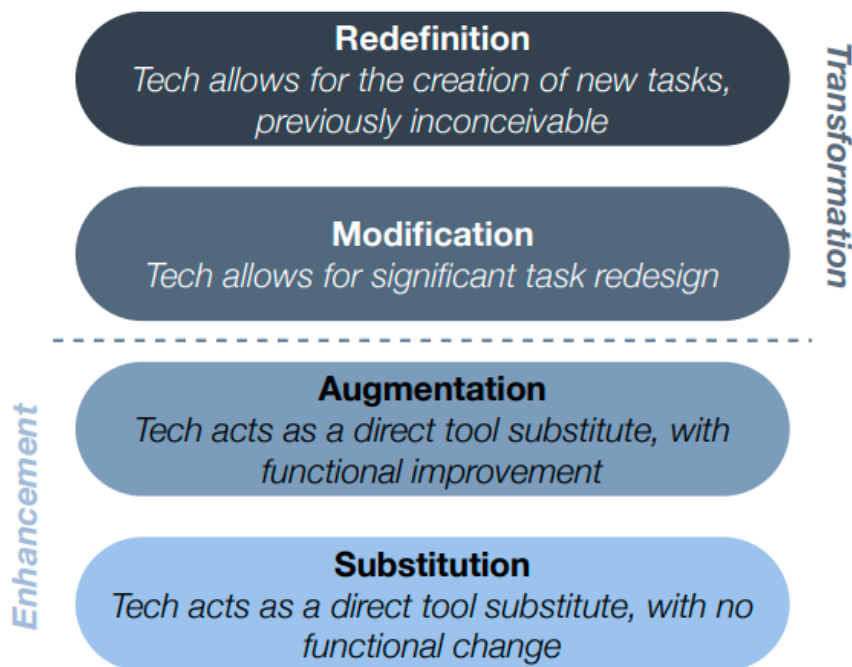 Redefinition
Tech allows for the creation of new tasks,
previously inconceivable
Transformation
Modification
Tech allows for significant task redesign
Augmentation
Tech acts as a direct tool substitute, with
functional improvement
Enhancement
Substitution
Tech acts as a direct tool substitute, with no
functional change